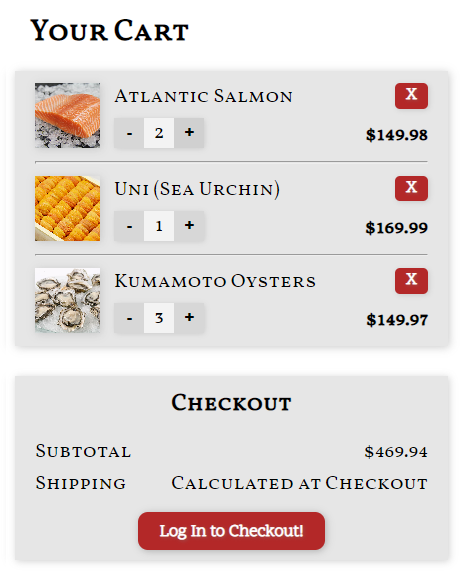 Your Cart
Atlantic Salmon X
- 2 + $149.98
Uni (Sea Urchin) X
- 1 + $169.99
Kumamoto Oysters X
- 3 + $149.97
Checkout
Subtotal $469.94
Shipping Calculated at Checkout
Log In to Checkout!